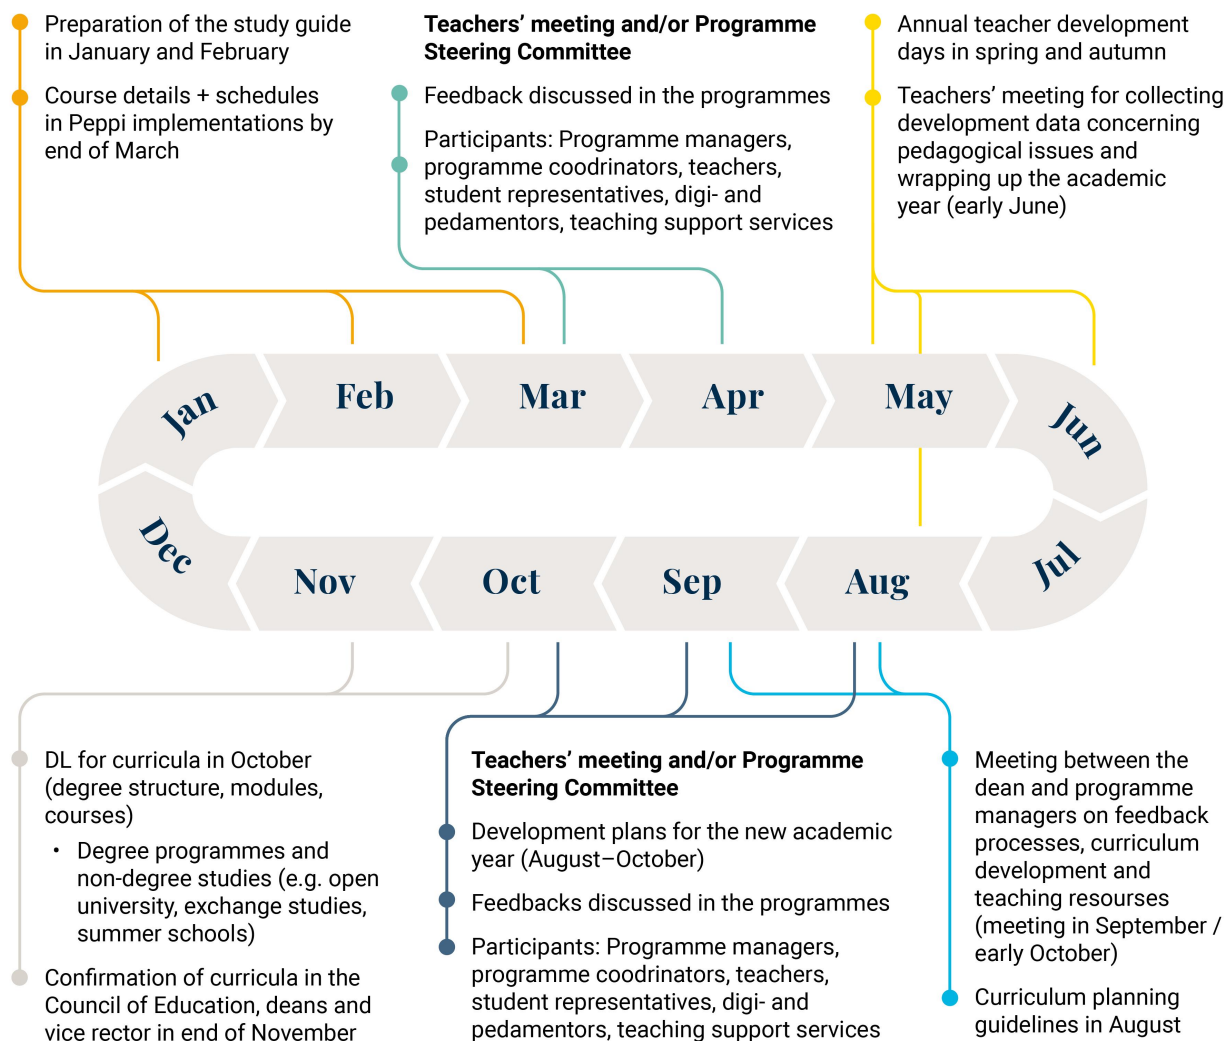 Preparation of the study guide
in January and February
Course details + schedules
in Peppi implementations by
end of March
Teachers’ meeting and/or Programme
Steering Committee
Feedback discussed in the programmes
Participants: Programme managers,
programme coodrinators, teachers,
student representatives, digi- and
pedamentors, teaching support services
Annual teacher development
days in spring and autumn
Teachers’ meeting for collecting
development data concerning
pedagogical issues and
wrapping up the academic
year (early June)
Jan
Feb
Mar
Apr
May
Jun
Jul
Aug
Sep
Oct
Nov
Dec
DL for curricula in October
(degree structure, modules,
courses)
• Degree programmes and
non-degree studies (e.g. open
university, exchange studies,
summer schools)
Confirmation of curricula in the
Council of Education, deans and
vice rector in end of November
Teachers’ meeting and/or Programme
Steering Committee
Development plans for the new academic
year (August–October)
Feedbacks discussed in the programmes
Participants: Programme managers,
programme coodrinators, teachers,
student representatives, digi- and
pedamentors, teaching support services
Meeting between the
dean and programme
managers on feedback
processes, curriculum
development and
teaching resourses
(meeting in September /
early October)
Curriculum planning
guidelines in August